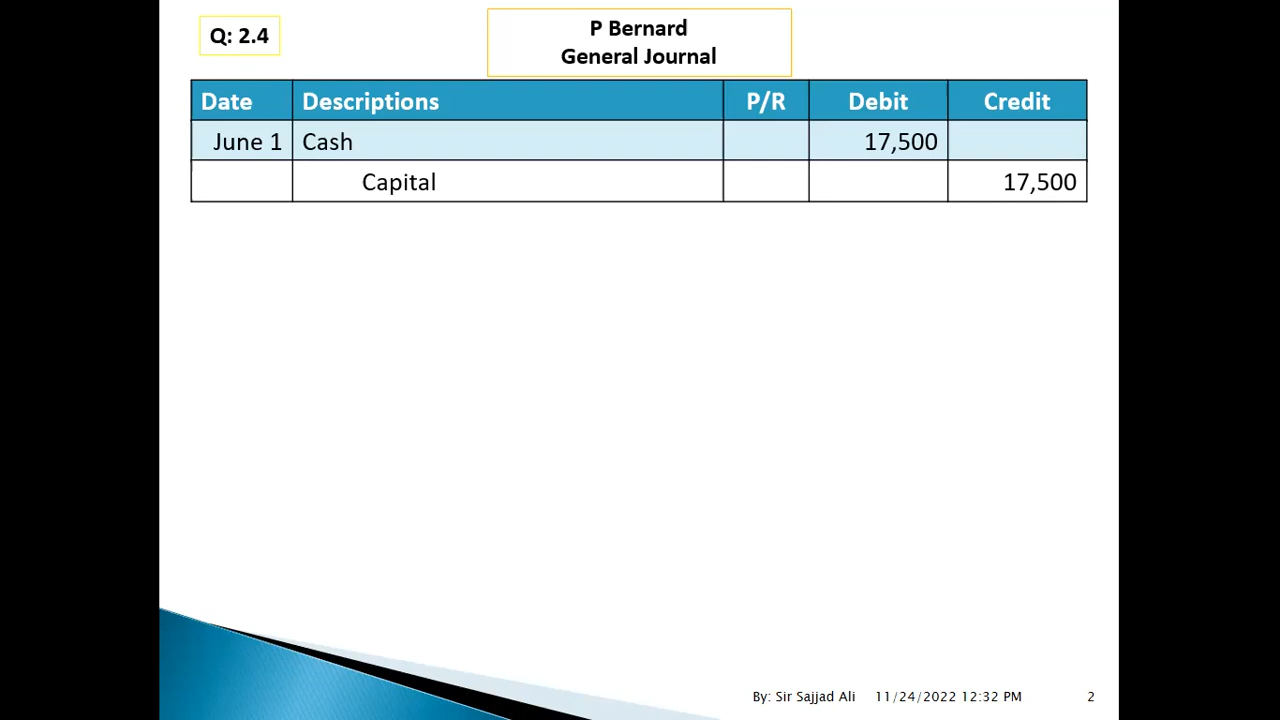 Q: 2.4
P Bernard
General Journal
Date Descriptions P/R Debit Credit
June 1 Cash 17,500
Capital 17,500
By: Sir Sajjad Ali 11/24/2022 12:32 PM 2